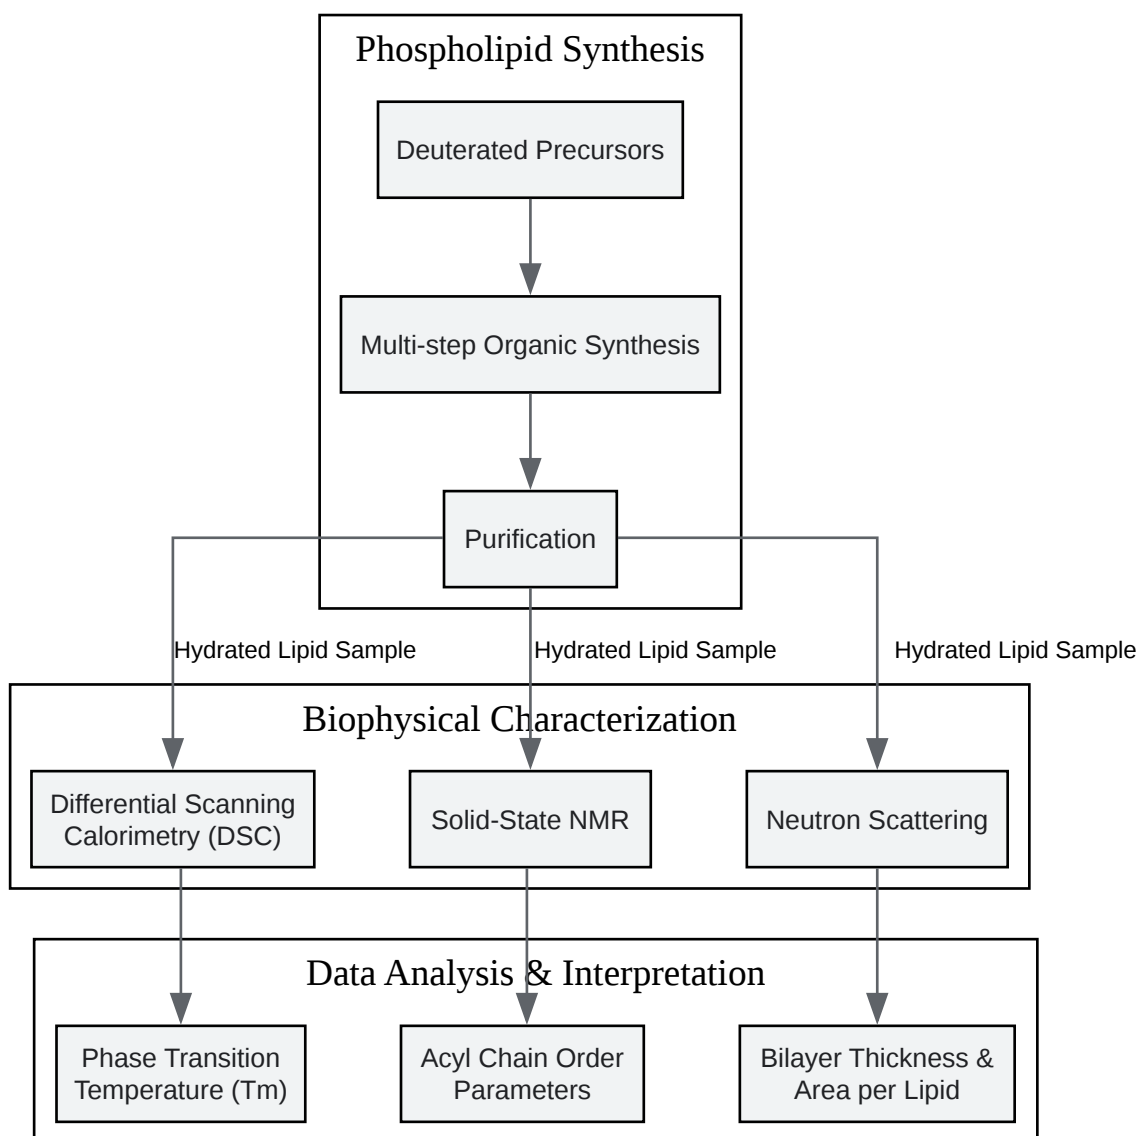 Phospholipid Synthesis
Deuterated Precursors
Multi-step Organic Synthesis
Purification
Hydrated Lipid Sample
Hydrated Lipid Sample
Hydrated Lipid Sample
Biophysical Characterization
Differential Scanning
Calorimetry (DSC)
Solid-State NMR
Neutron Scattering
Data Analysis & Interpretation
Phase Transition
Temperature (Tm)
Acyl Chain Order
Parameters
Bilayer Thickness &
Area per Lipid